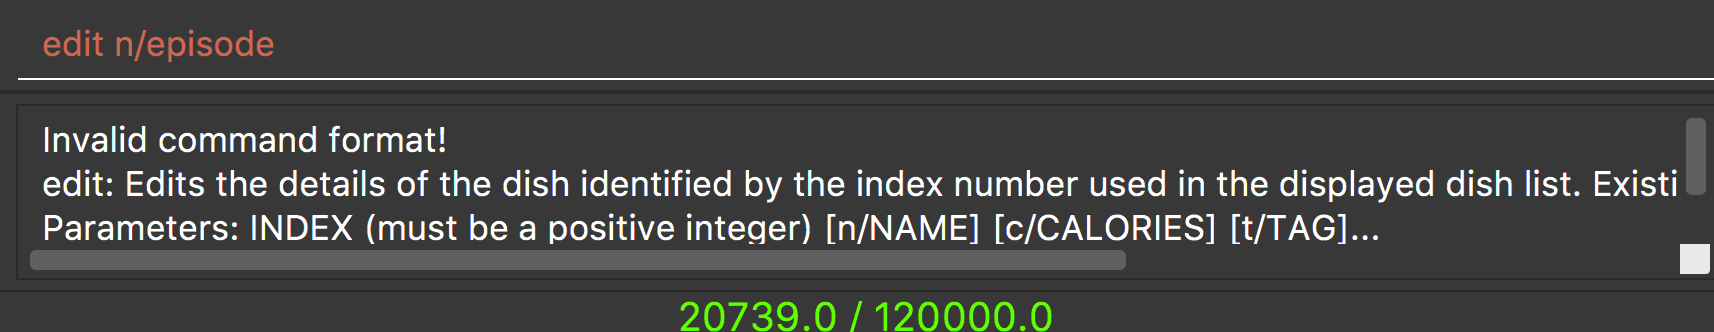 edit n/episode
Invalid command format!
edit: Edits the details of the dish identified by the index number used in the displayed dish list. Existi
Parameters: INDEX (must be a positive integer) [n/NAME] [c/CALORIES] [t/TAG]...
20739.0 / 120000.0